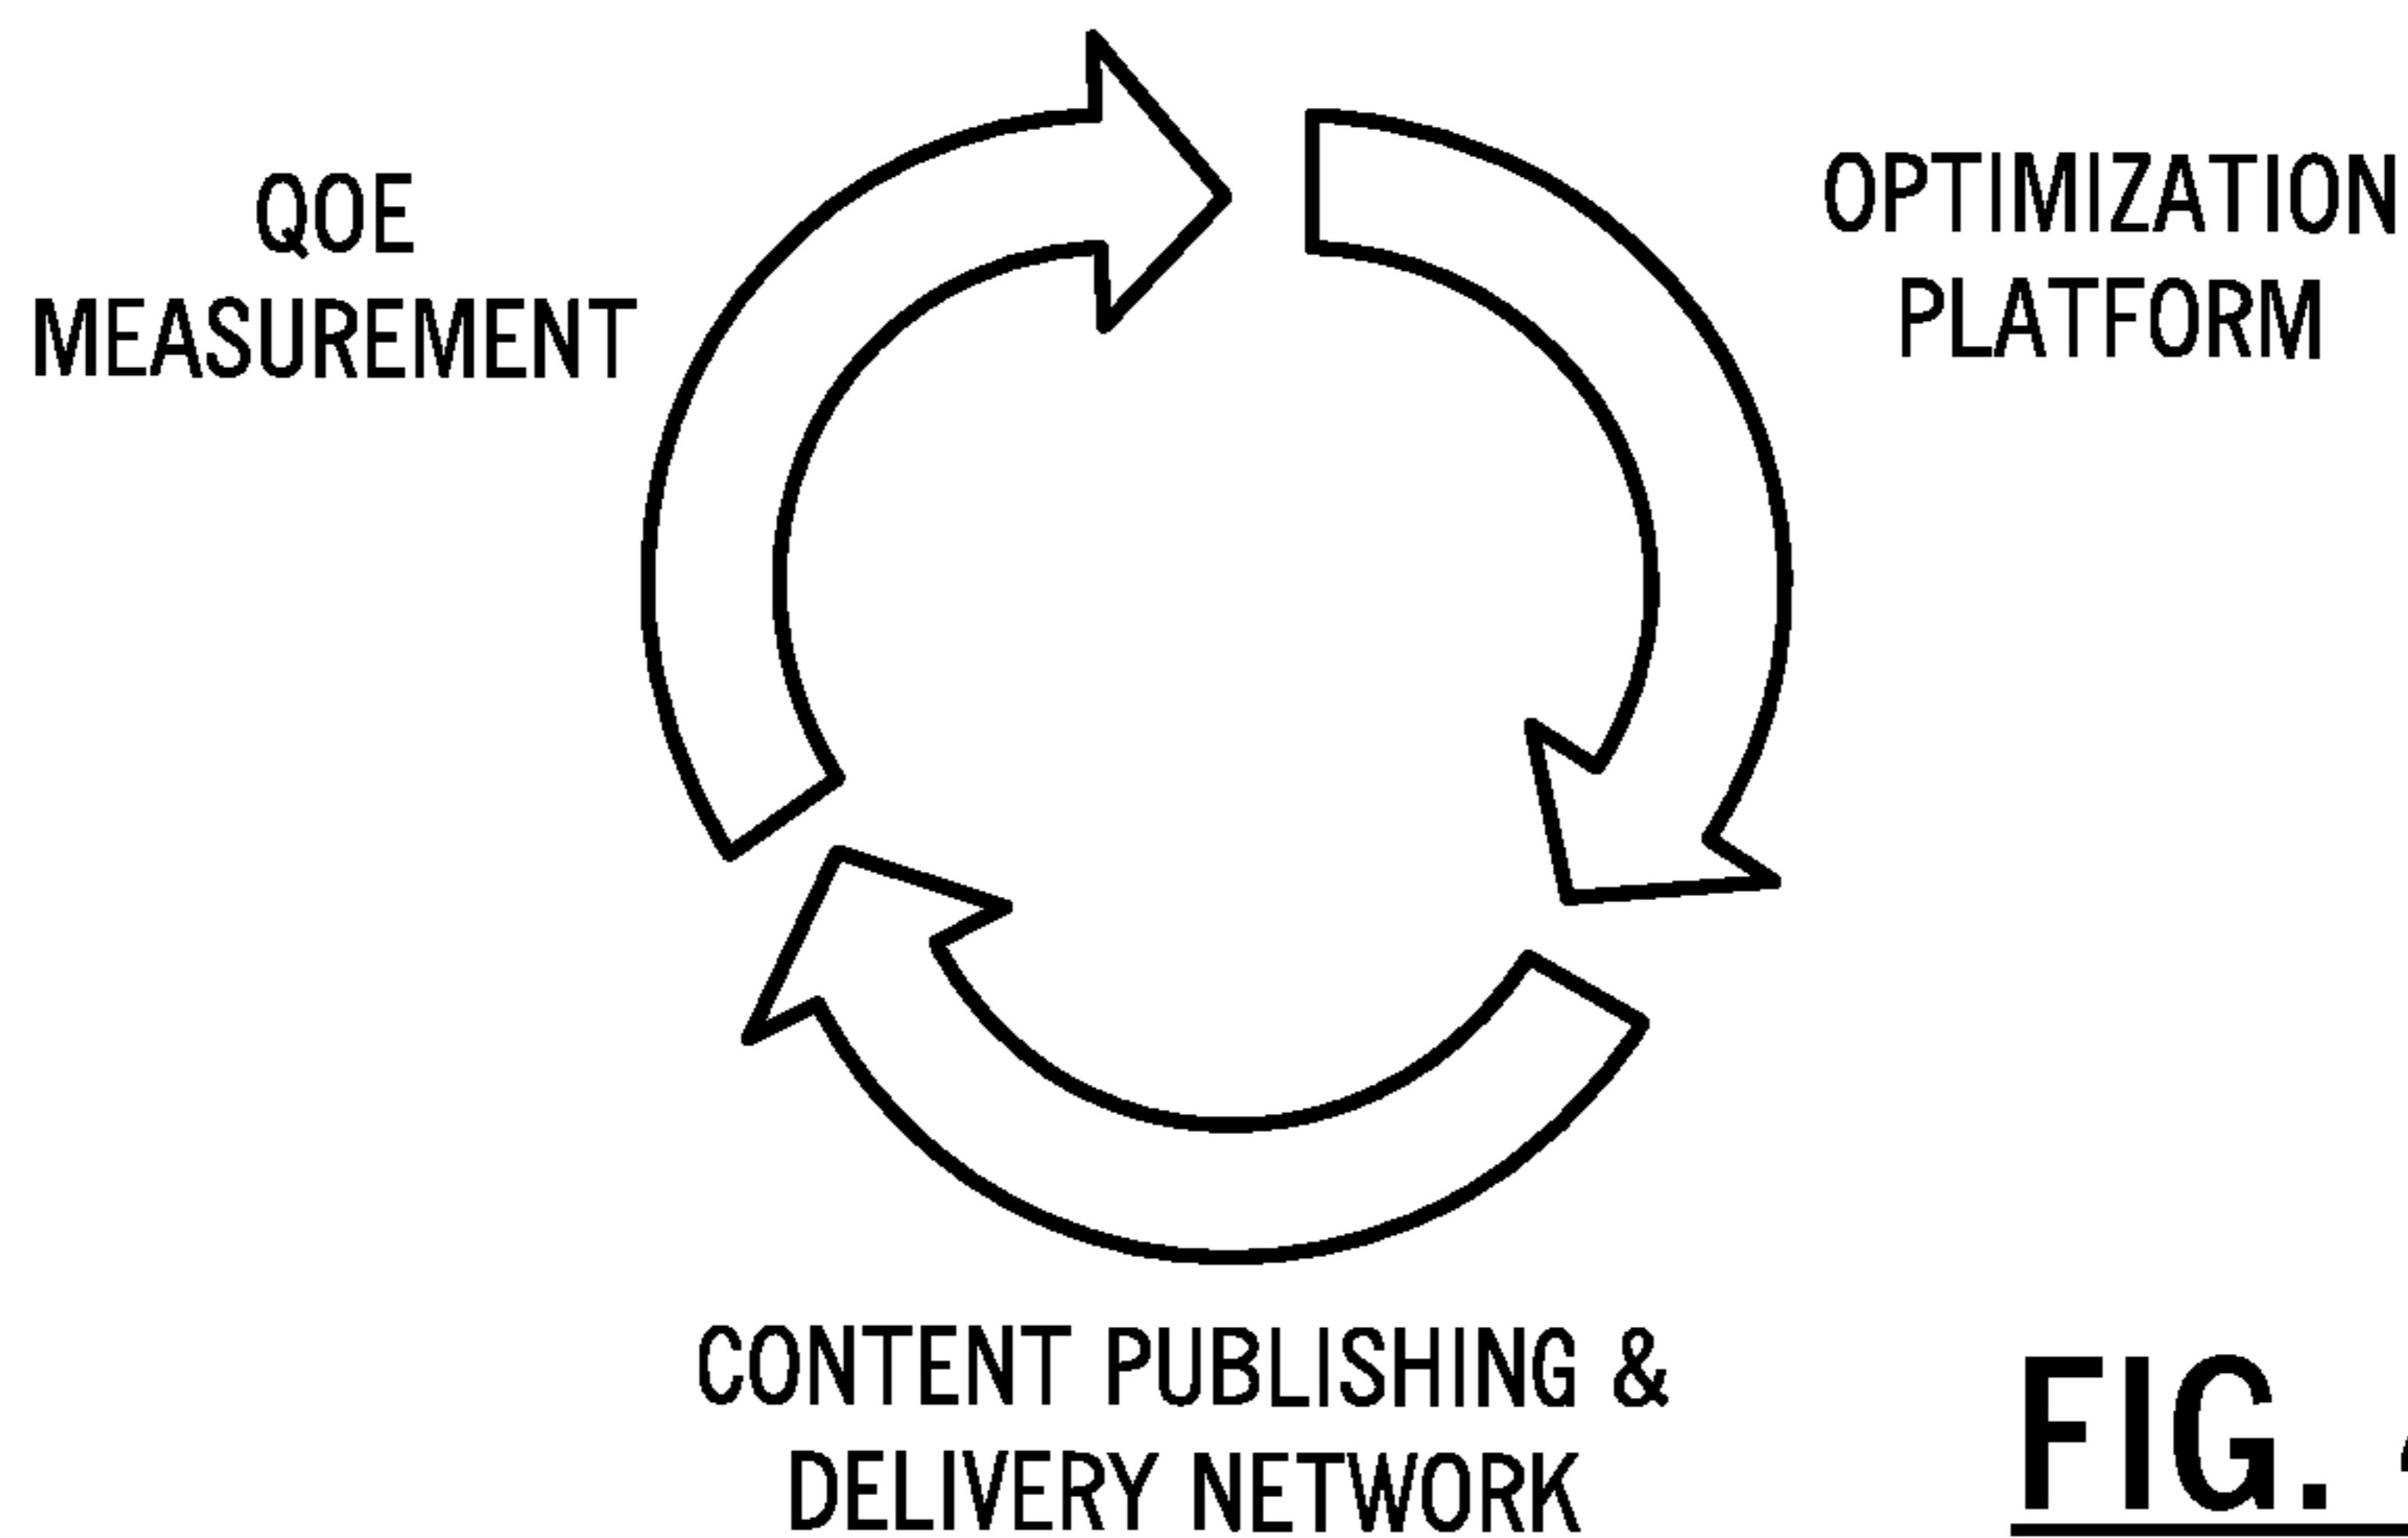 QOE
MEASUREMENT
OPTIMIZATION
PLATFORM
CONTENT PUBLISHING &
DELIVERY NETWORK
FIG.